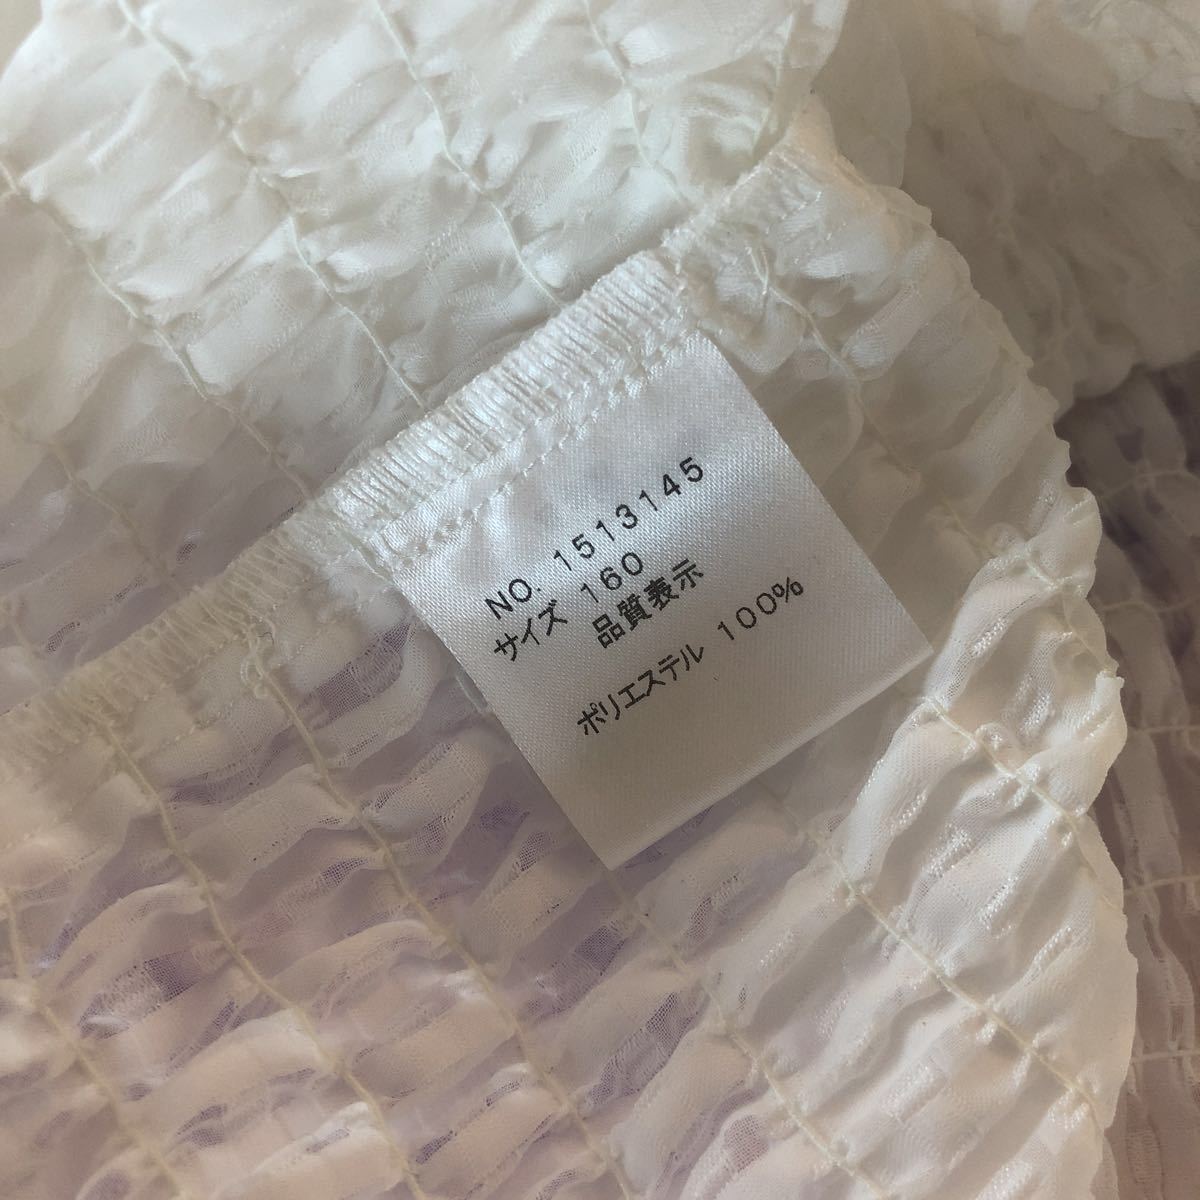 NO. 1513145
サイズ 160
品質表示
ポリエステル 100%